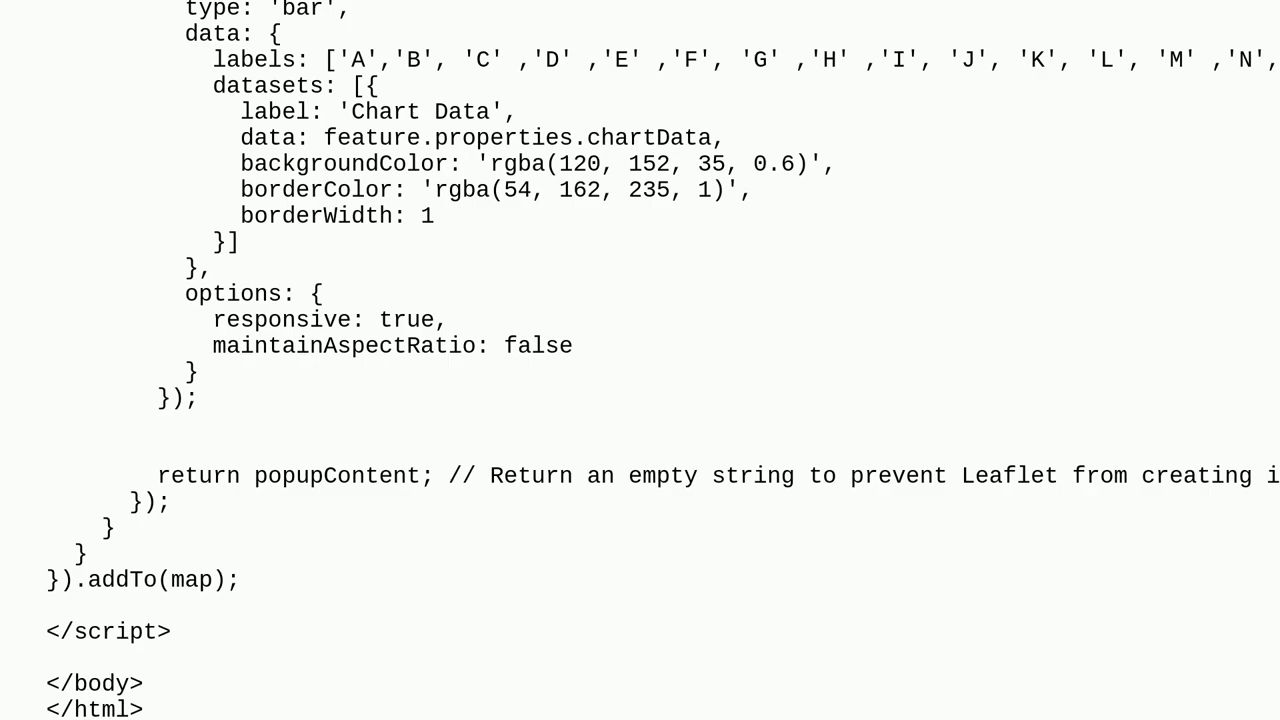 type: 'bar',
data: {
labels: ['A','B', 'C' ,'D' ,'E' ,'F', 'G' ,'H' ,'I', 'J', 'K', 'L', 'M' ,'N',
datasets: [{
label: 'Chart Data',
data: feature.properties.chartData,
backgroundColor: 'rgba(120, 152, 35, 0.6)',
borderColor: 'rgba(54, 162, 235, 1)',
borderWidth: 1
}]
},
options: {
responsive: true,
maintainAspectRatio: false
}
});
return popupContent; // Return an empty string to prevent Leaflet from creating i
});
}
}
}).addTo(map);
</script>
</body>
</html>